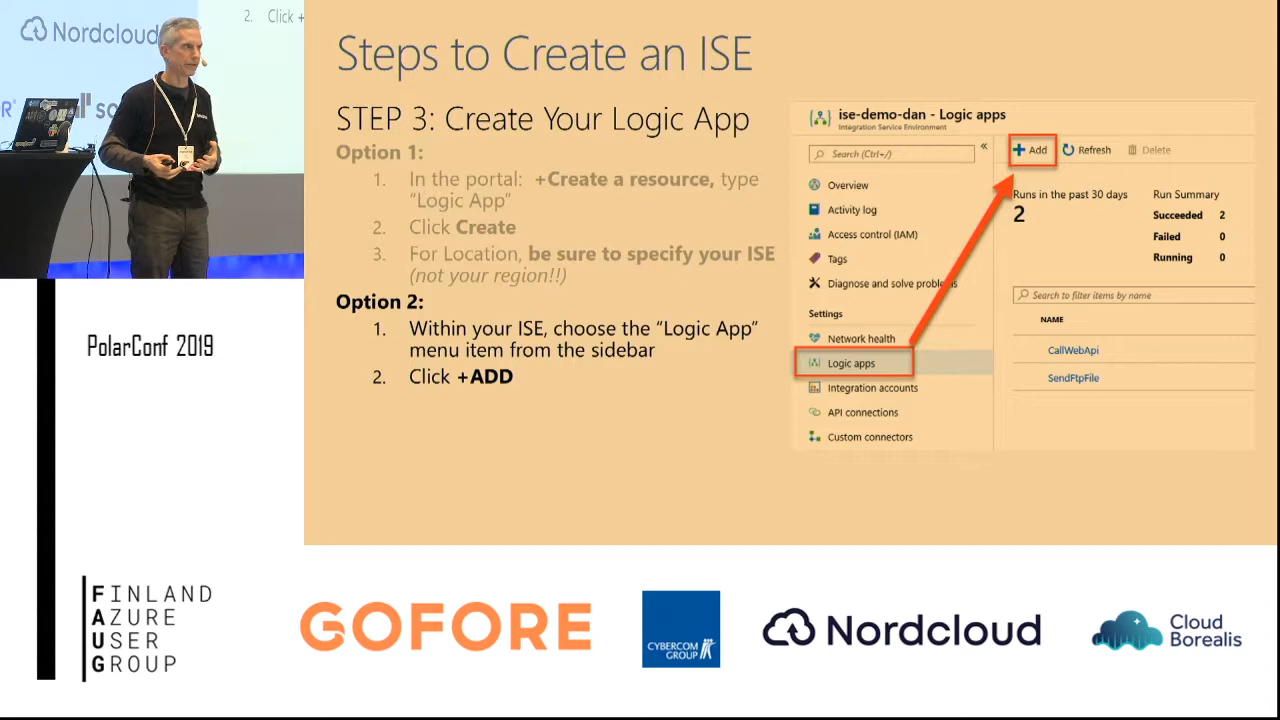 Nordcloud
2. Click +
Steps to Create an ISE
STEP 3: Create Your Logic App
Option 1:
1. In the portal: +Create a resource, type
"Logic App"
2. Click Create
3. For Location, be sure to specify your ISE
(not your region!!)
Option 2:
1. Within your ISE, choose the "Logic App"
menu item from the sidebar
2. Click +ADD
ise-demo-dan - Logic apps
Integration Service Environment
Search (Ctrl+/)
«
Overview
Activity log
Access control (IAM)
Tags
Diagnose and solve problems
Settings
Network health
Logic apps
Integration accounts
API connections
Custom connectors
Add
Refresh
Delete
Runs in the past 30 days
2
Run Summary
Succeeded 2
Failed 0
Running 0
Search to filter items by name
NAME
CallWebApi
SendFtpFile
PolarConf 2019
FINLAND
AZURE
USER
GROUP
GOFORE
CYBERCOM
GROUP
Nordcloud
Cloud
Borealis